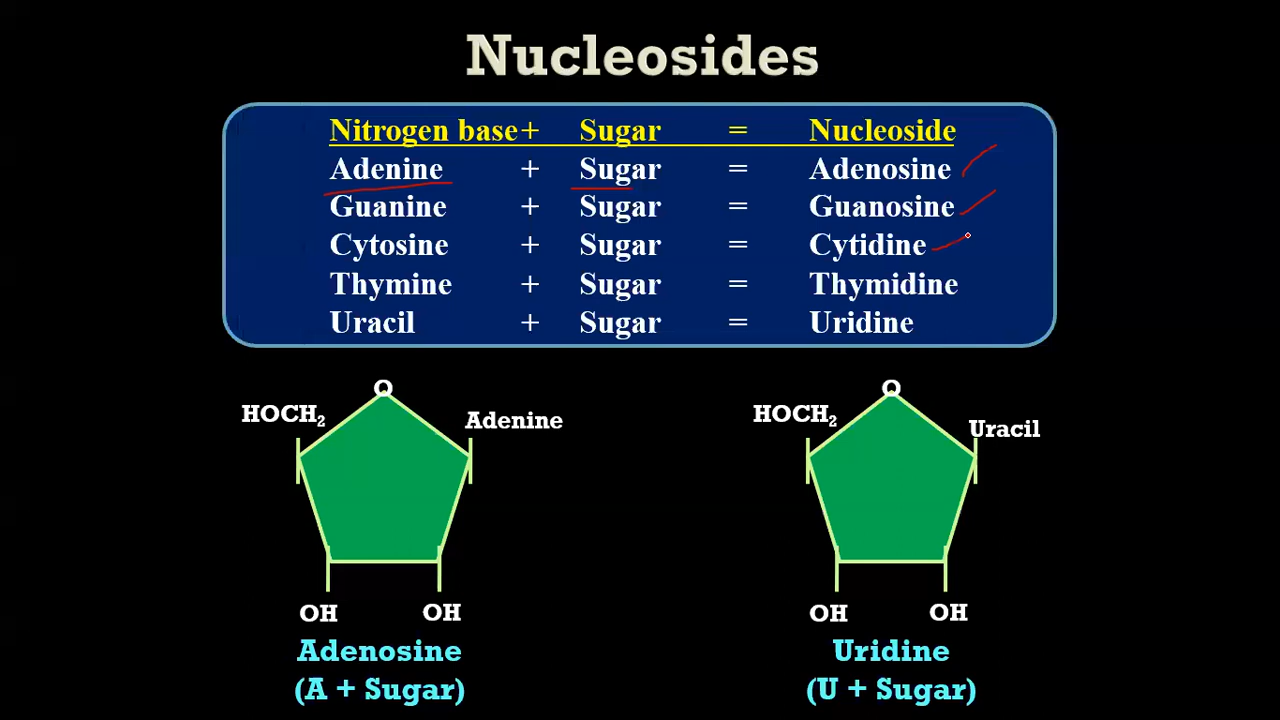 Nucleosides
Nitrogen base + Sugar = Nucleoside
Adenine + Sugar = Adenosine
Guanine + Sugar = Guanosine
Cytosine + Sugar = Cytidine
Thymine + Sugar = Thymidine
Uracil + Sugar = Uridine
O
HOCH₂
Adenine
OH OH
Adenosine
(A + Sugar)
O
HOCH₂
Uracil
OH OH
Uridine
(U + Sugar)